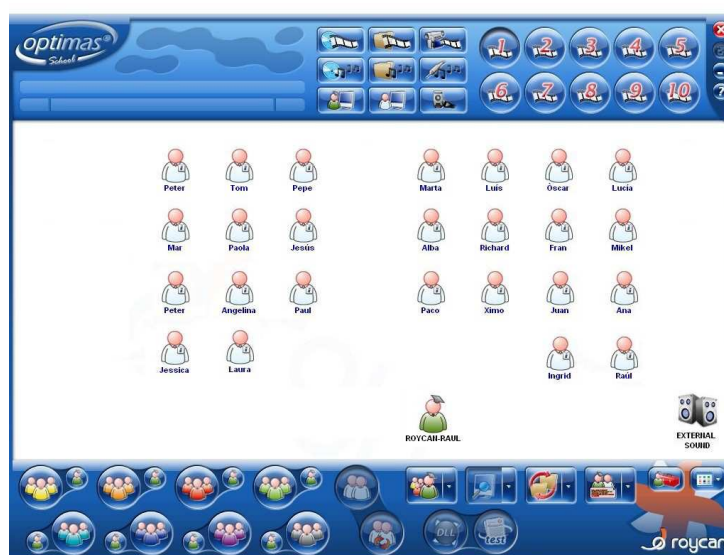 optimas®
School
1 2 3 4 5
6 7 8 9 10
?
Peter Tom Pepe Marta Luís Òscar Lucía
Mar Paola Jesús Alba Richard Fran Mikel
Peter Angelina Paul Paco Ximo Juan Ana
Jessica Laura Ingrid Raúl
ROYCAN-RAUL
EXTERNAL
SOUND
DLL
test
roycan